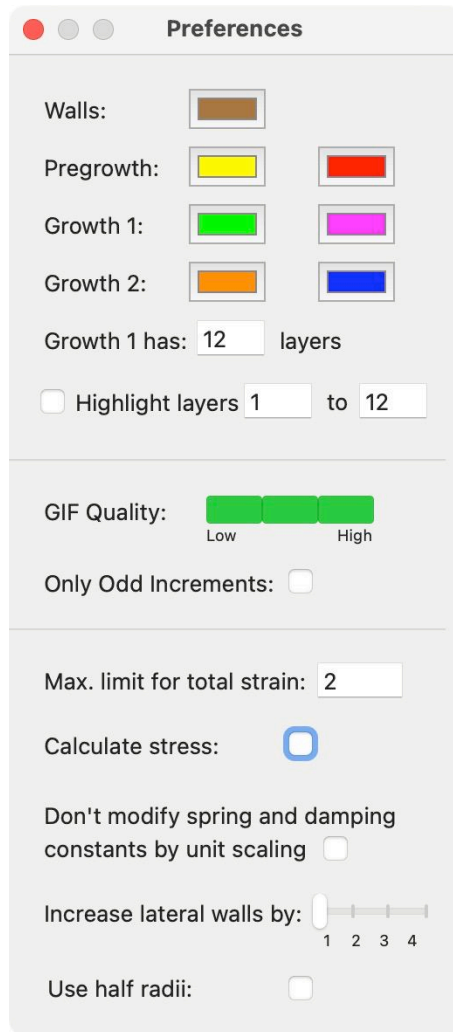 Preferences
Walls:
Pregrowth:
Growth 1:
Growth 2:
Growth 1 has: 12 layers
Highlight layers 1 to 12
GIF Quality:
Low High
Only Odd Increments:
Max. limit for total strain: 2
Calculate stress:
Don't modify spring and damping
constants by unit scaling
Increase lateral walls by:
1 2 3 4
Use half radii: